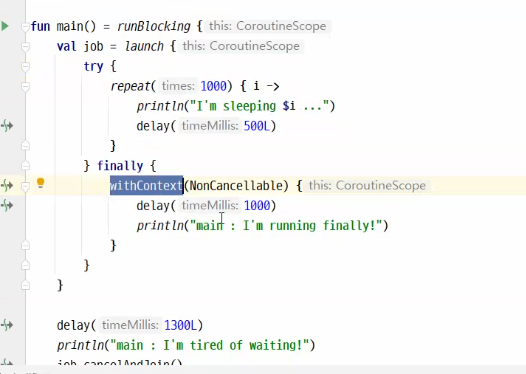 fun main() = runBlocking { this: CoroutineScope
val job = launch { this: CoroutineScope
try {
repeat( times: 1000) { i ->
println("I'm sleeping $i ...")
delay( timeMillis: 500L)
}
} finally {
withContext(NonCancellable) { this: CoroutineScope
delay( timeMillis: 1000)
println("main : I'm running finally!")
}
}
}
delay( timeMillis: 1300L)
println("main : I'm tired of waiting!")
job.cancelAndJoin()